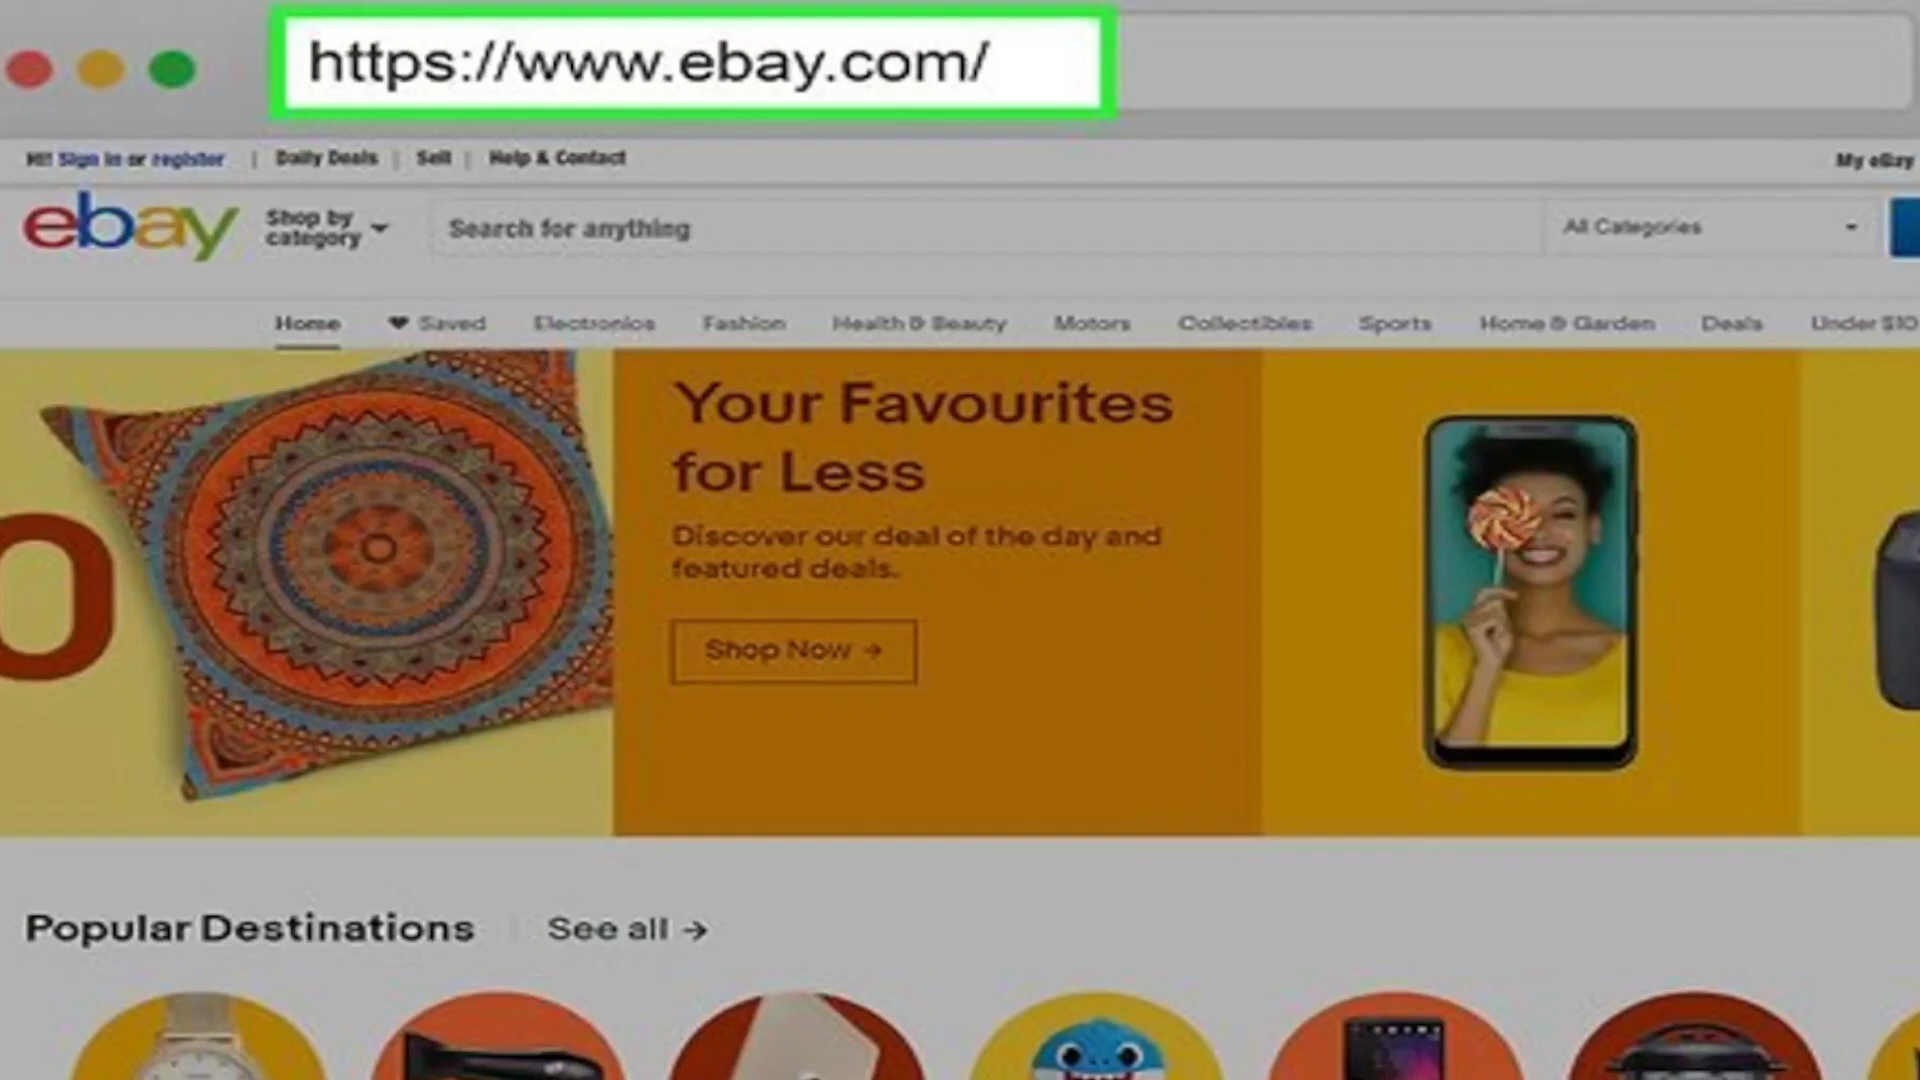 https://www.ebay.com/
Hi! Sign in or register | Daily Deals | Sell | Help & Contact
My eBay
ebay
Shop by
category
Search for anything
All Categories
Home Saved Electronics Fashion Health & Beauty Motors Collectibles Sports Home & Garden Deals Under $10
0
Your Favourites
for Less
Discover our deal of the day and
featured deals.
Shop Now →
Popular Destinations
See all →